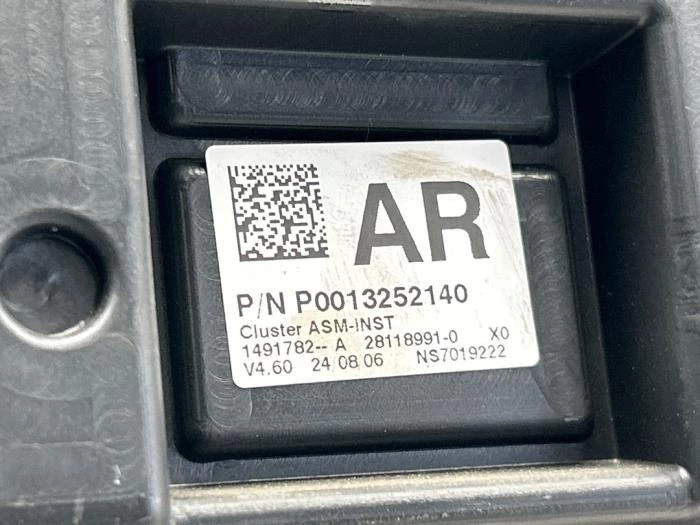 AR
P/N P0013252140
Cluster ASM-INST
1491782-- A 28118991-0 X0
V4.60 24 08 06 NS7019222